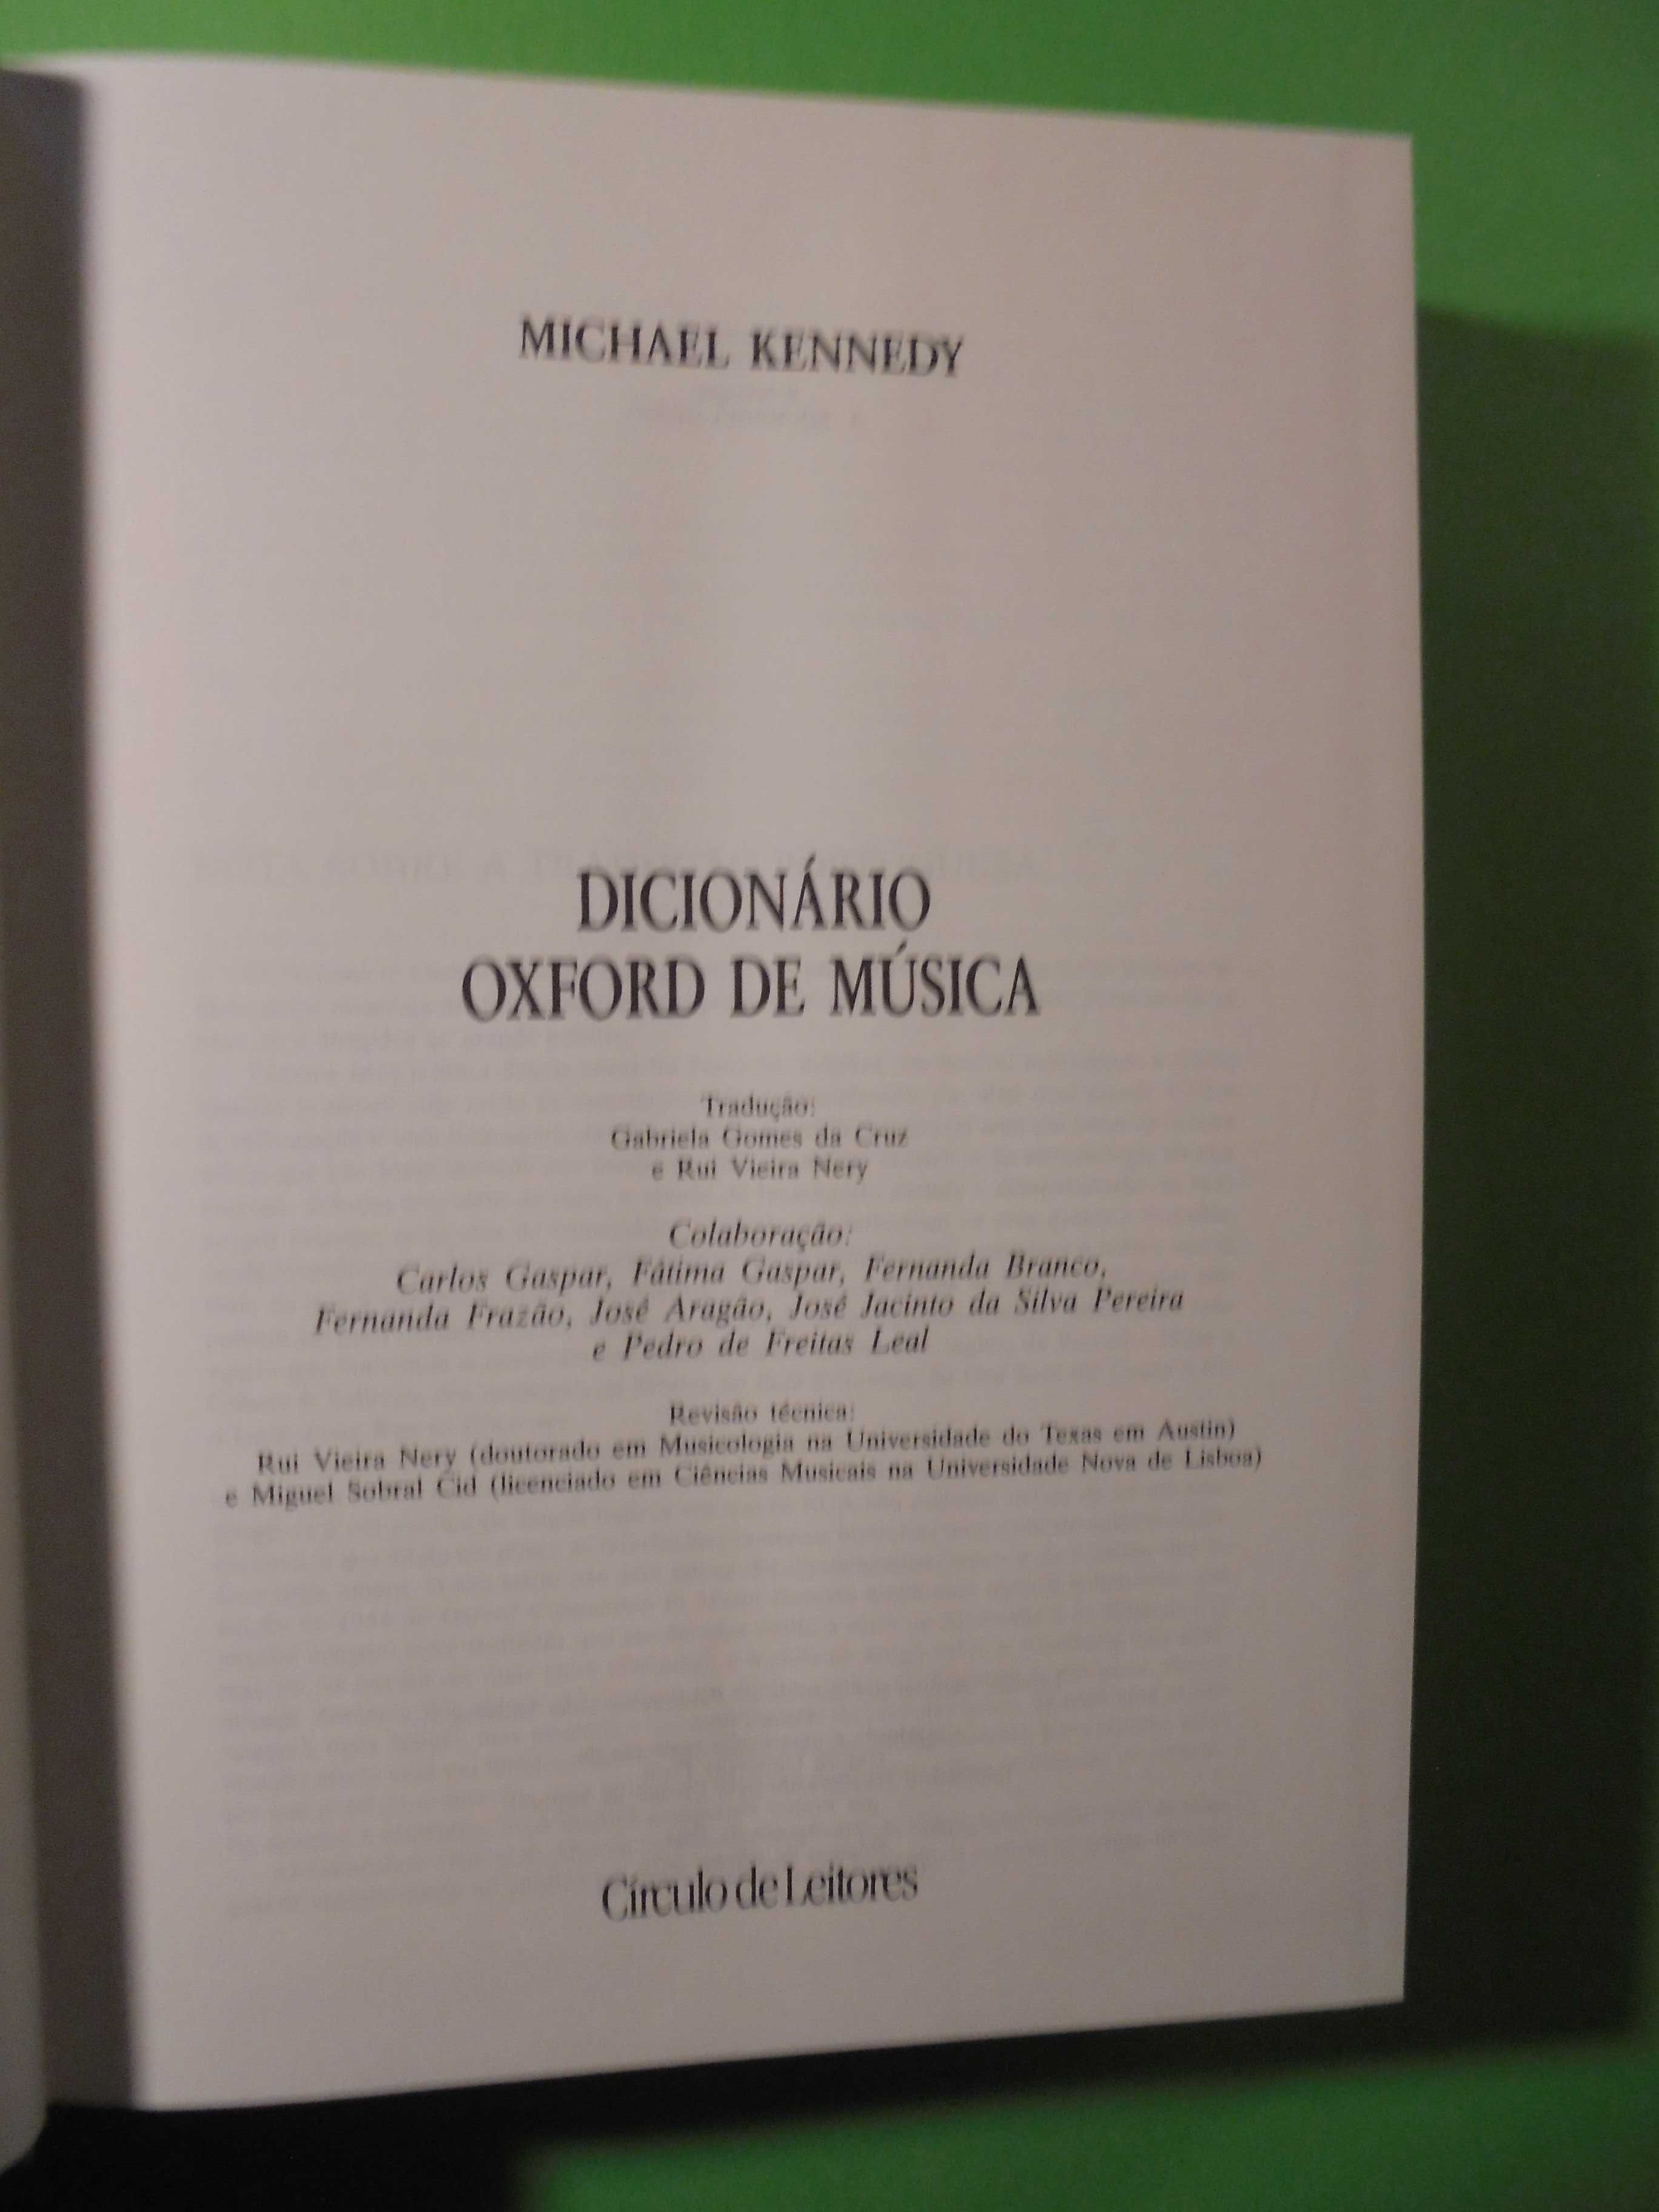 MICHAEL KENNEDY
DICIONÁRIO
OXFORD DE MÚSICA
Tradução:
Gabriela Gomes da Cruz
e Rui Vieira Nery
Colaboração:
Carlos Gaspar, Fátima Gaspar, Fernanda Branco,
Fernanda Frazão, José Aragão, José Jacinto da Silva Pereira
e Pedro de Freitas Leal
Revisão técnica:
Rui Vieira Nery (doutorado em Musicologia na Universidade do Texas em Austin)
e Miguel Sobral Cid (licenciado em Ciências Musicais na Universidade Nova de Lisboa)
Círculo de Leitores